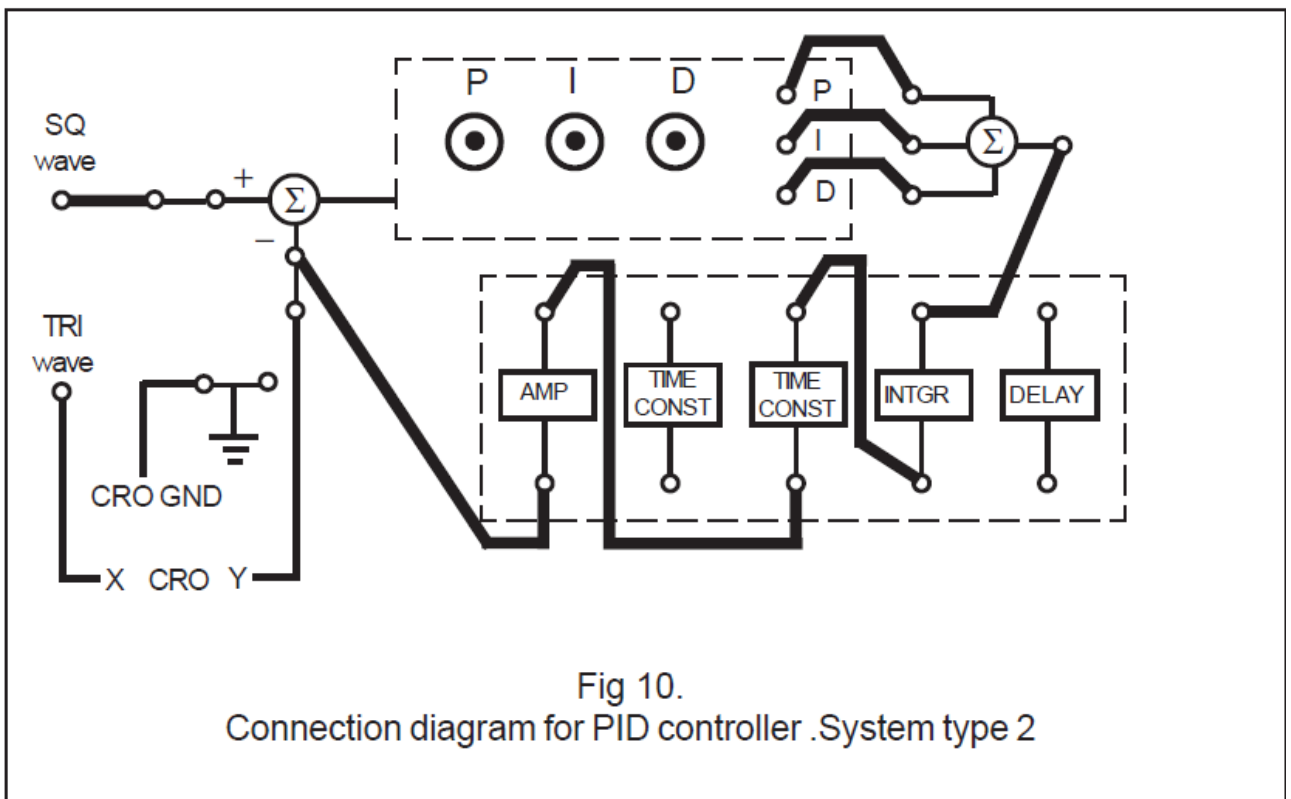 P I D
P
I
D
SQ
wave
+
Σ
−
Σ
TRI
wave
AMP
TIME
CONST
TIME
CONST
INTGR
DELAY
CRO GND
X CRO Y
Fig 10.
Connection diagram for PID controller .System type 2